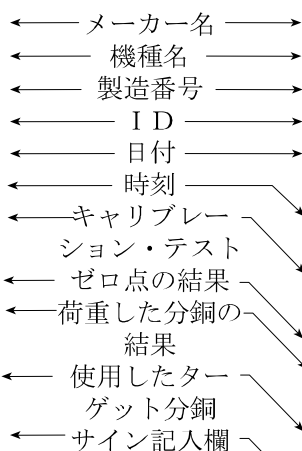 メーカー名
機種名
製造番号
ＩＤ
日付
時刻
キャリブレー
ション・テスト
ゼロ点の結果
荷重した分銅の
結果
使用したター
ゲット分銅
サイン記入欄